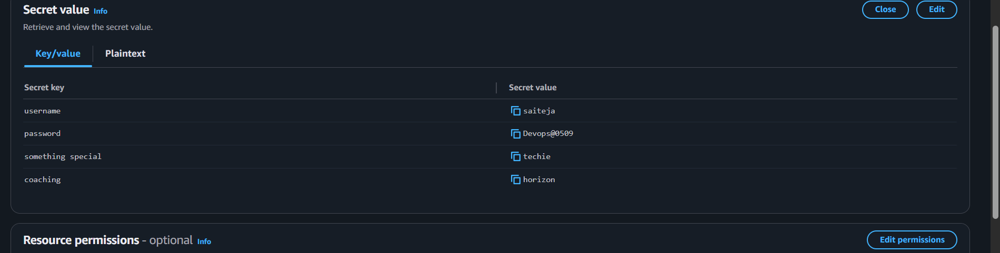 Secret value Info Close Edit
Retrieve and view the secret value.
Key/value Plaintext
Secret key Secret value
username saiteja
password Devops@0509
something special techie
coaching horizon
Resource permissions - optional Info Edit permissions